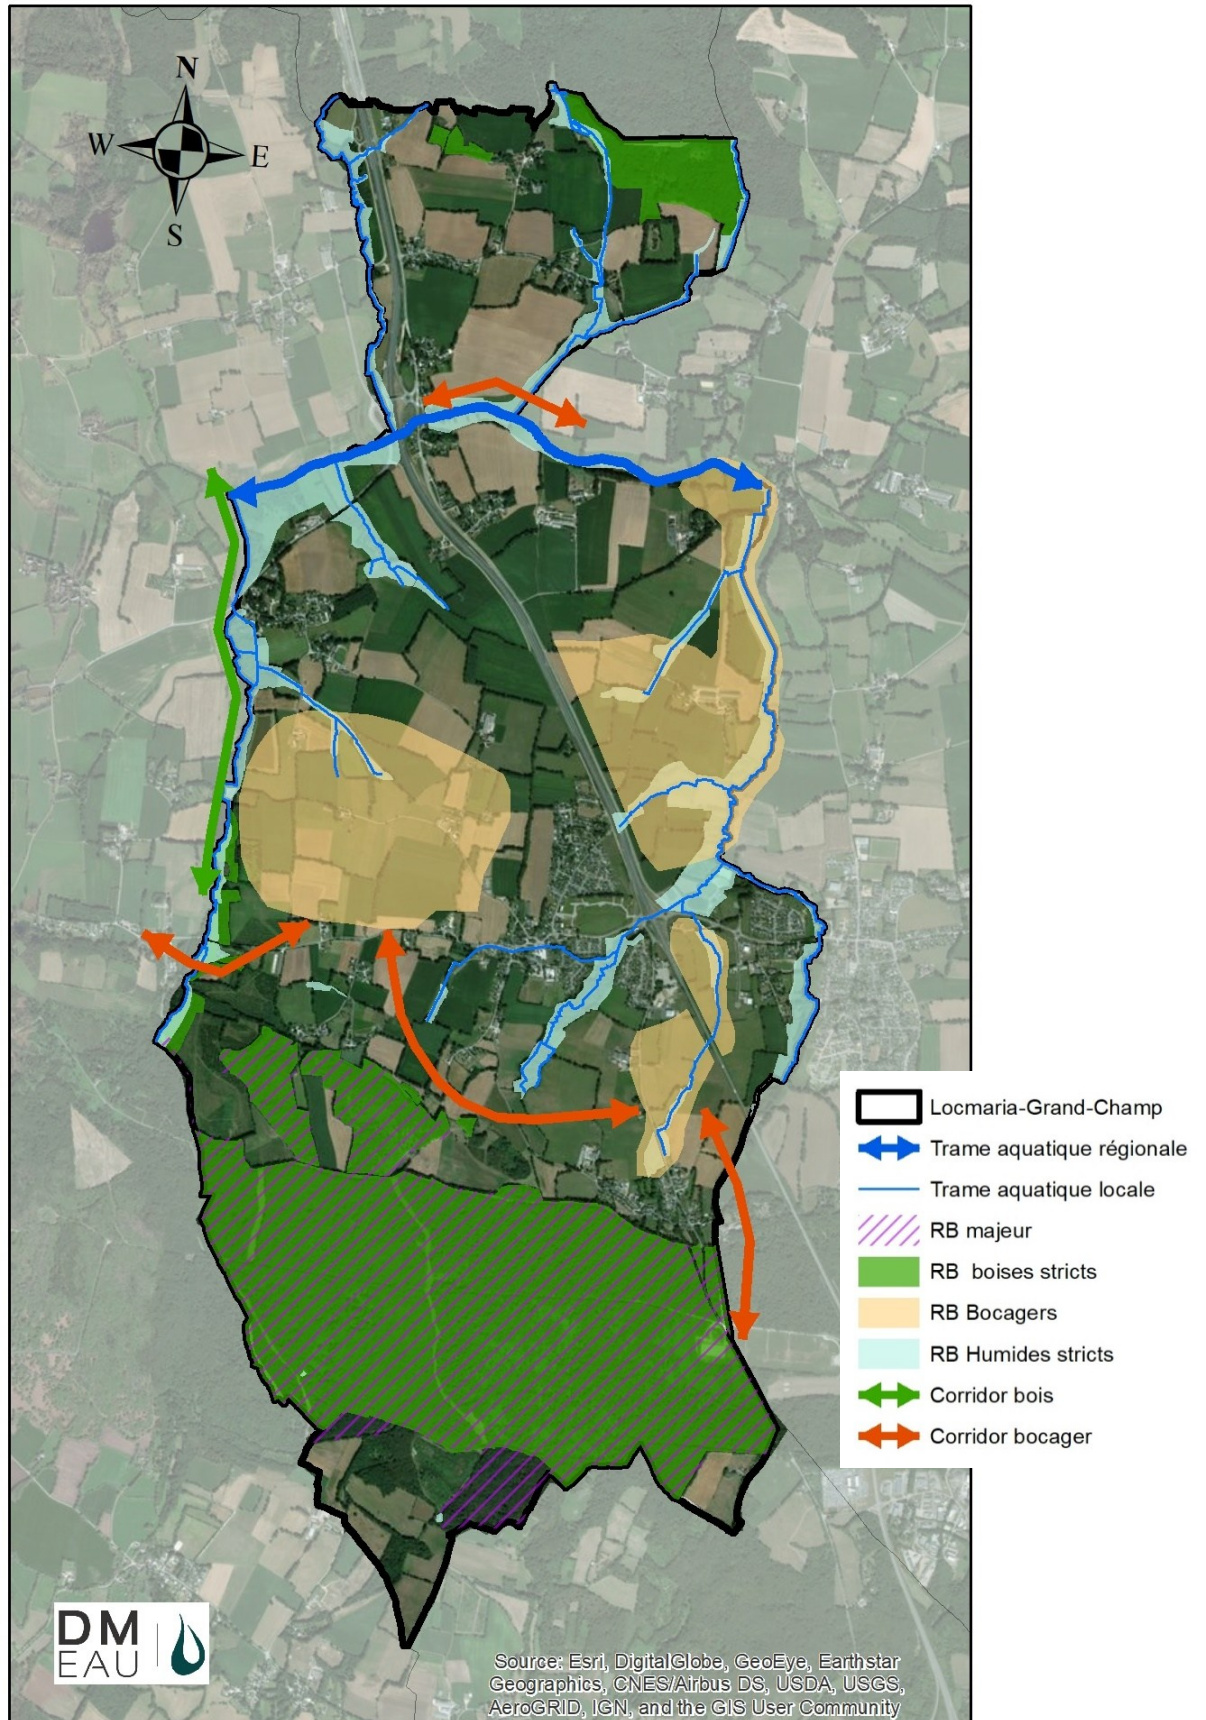 N
W
E
S
Locmaria-Grand-Champ
Trame aquatique régionale
Trame aquatique locale
RB majeur
RB boises stricts
RB Bocagers
RB Humides stricts
Corridor bois
Corridor bocager
DM
EAU
Source: Esri, DigitalGlobe, GeoEye, Earthstar
Geographics, CNES/Airbus DS, USDA, USGS,
AeroGRID, IGN, and the GIS User Community